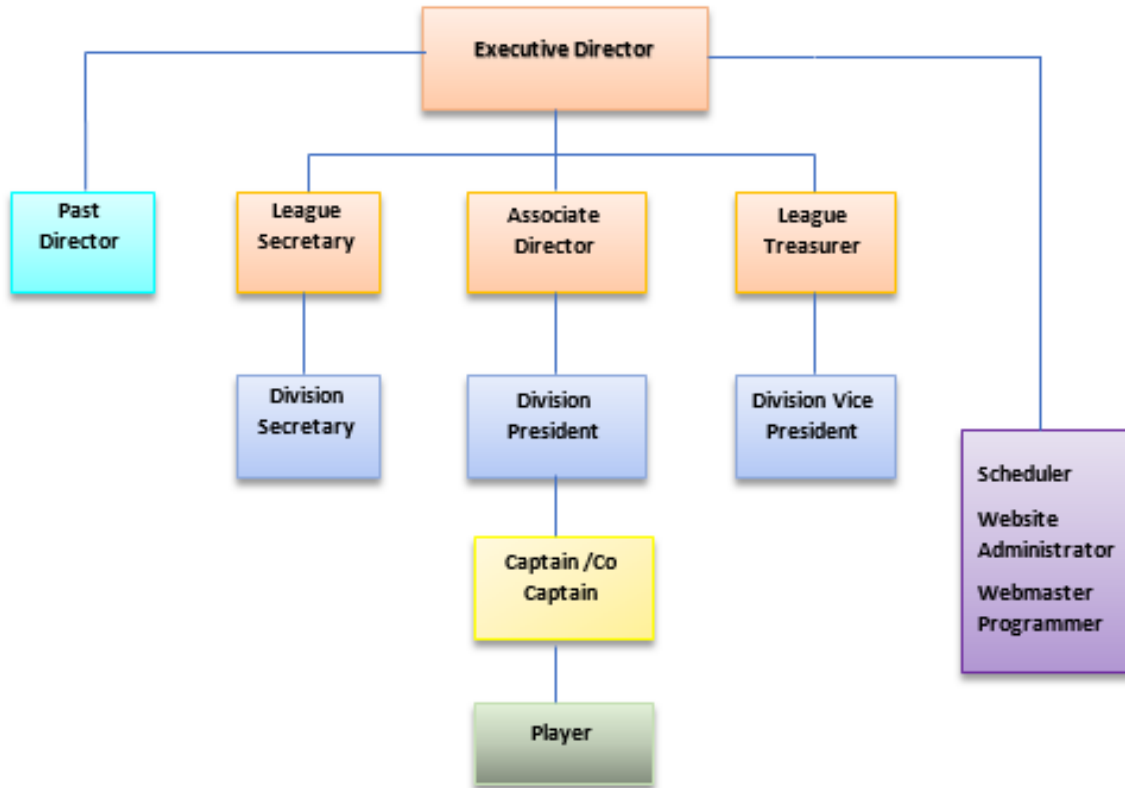 Executive Director
Past
Director
League
Secretary
Associate
Director
League
Treasurer
Division
Secretary
Division
President
Division Vice
President
Scheduler
Website
Administrator
Webmaster
Programmer
Captain /Co
Captain
Player